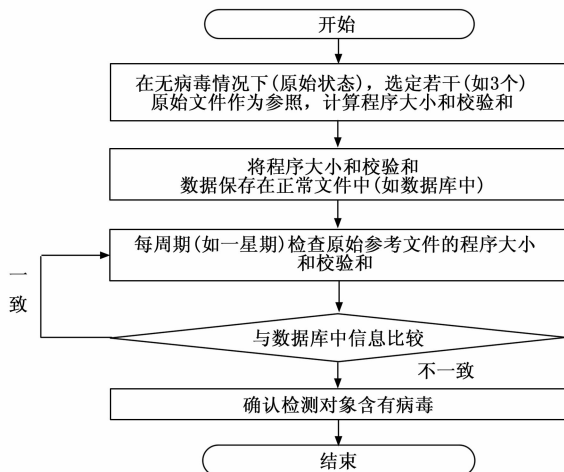 开始
在无病毒情况下(原始状态)，选定若干(如3个)
原始文件作为参照，计算程序大小和校验和
将程序大小和校验和
数据保存在正常文件中(如数据库中)
每周期(如一星期)检查原始参考文件的程序大小
和校验和
一致
与数据库中信息比较
不一致
确认检测对象含有病毒
结束